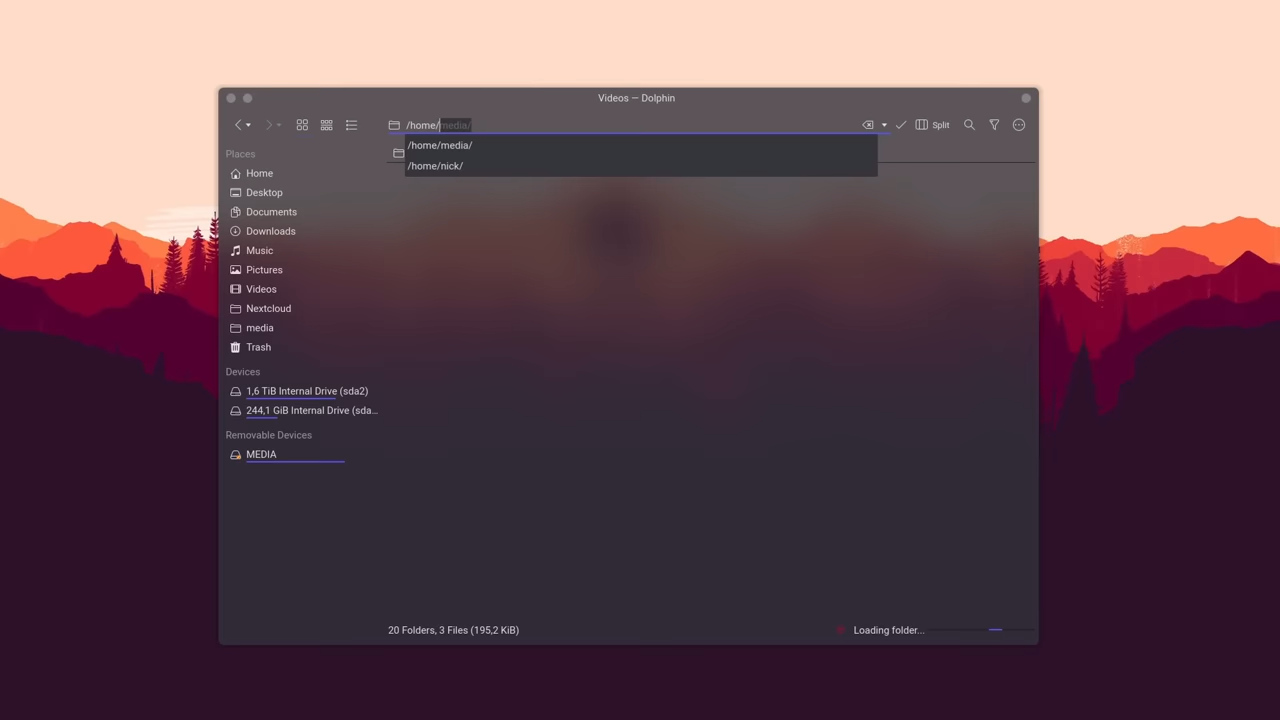 Videos — Dolphin
/home/media/
Split
/home/media/
/home/nick/
Places
Home
Desktop
Documents
Downloads
Music
Pictures
Videos
Nextcloud
media
Trash
Devices
1,6 TiB Internal Drive (sda2)
244,1 GiB Internal Drive (sda...
Removable Devices
MEDIA
20 Folders, 3 Files (195,2 KiB)
Loading folder...